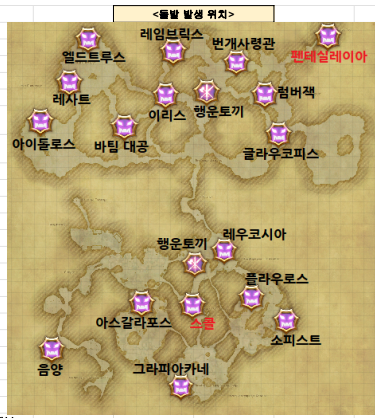 <돌발 발생 위치>
레임브릭스
엘드트루스
번개사령관
펜테실레이아
레사트
이리스
행운토끼
럼버잭
아이돌로스
바팀 대공
글라우코피스
행운토끼
레우코시아
플라우로스
아스갈라포스
스콜
소피스트
음양
그라피아카네